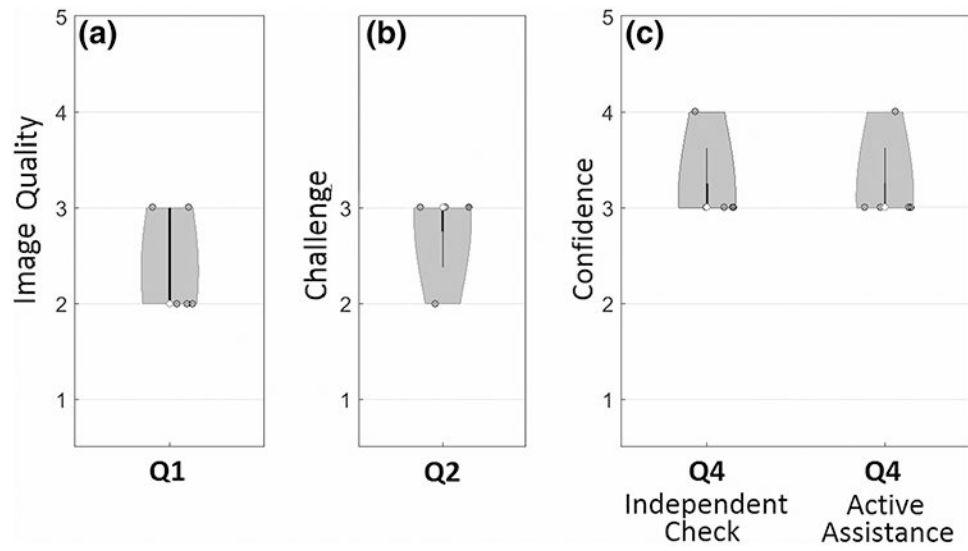 (a)
Image Quality
5
4
3
2
1
Q1
(b)
Challenge
3
2
1
Q2
(c)
Confidence
5
4
3
2
1
Q4
Independent
Check
Q4
Active
Assistance